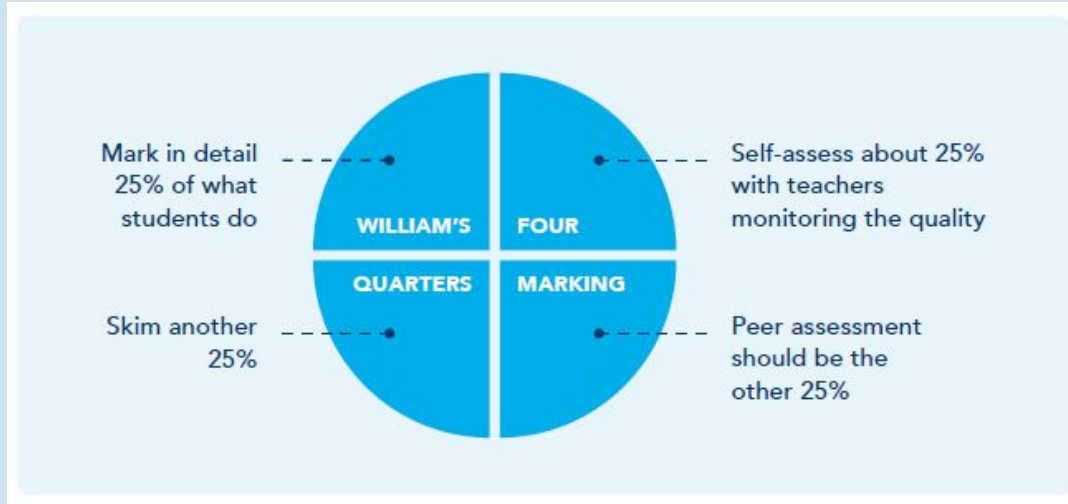 Mark in detail
25% of what
students do
Self-assess about 25%
with teachers
monitoring the quality
WILLIAM'S
FOUR
QUARTERS
MARKING
Skim another
25%
Peer assessment
should be the
other 25%